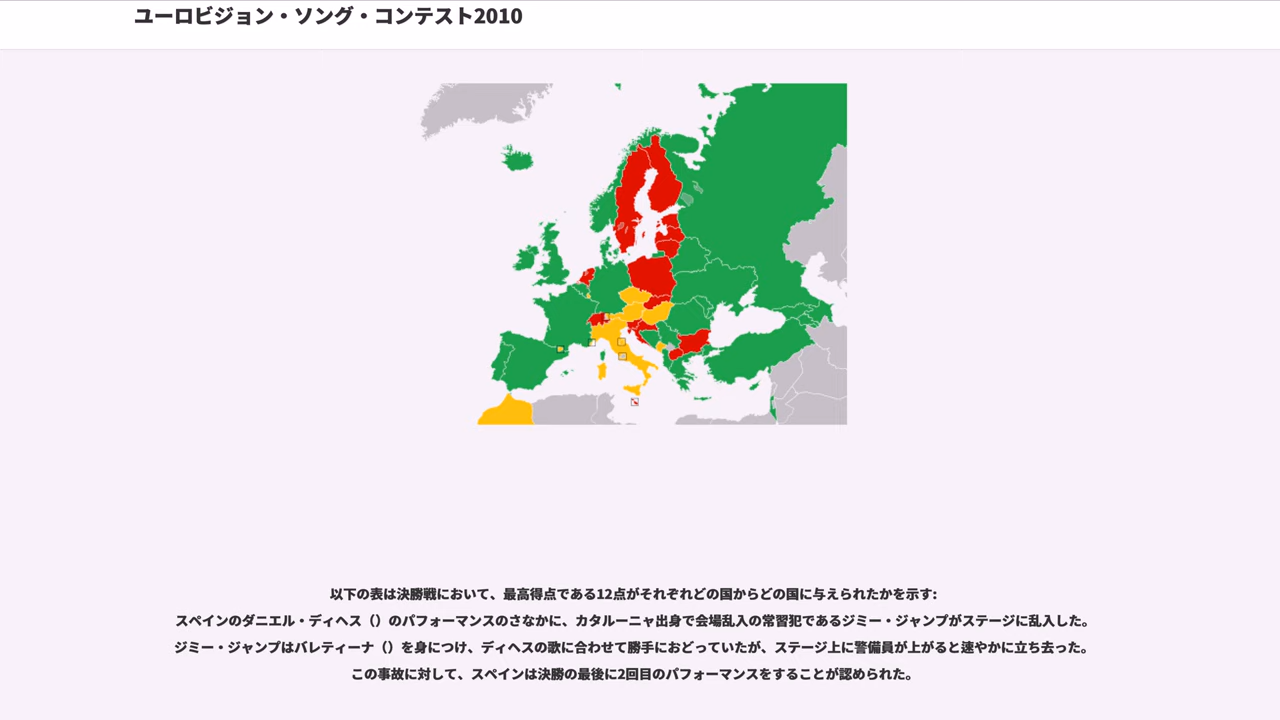 ユーロビジョン・ソング・コンテスト2010
以下の表は決勝戦において、最高得点である12点がそれぞれどの国からどの国に与えられたかを示す:
スペインのダニエル・ディヘス（）のパフォーマンスのさなかに、カタルーニャ出身で会場乱入の常習犯であるジミー・ジャンプがステージに乱入した。
ジミー・ジャンプはバレティーナ（）を身につけ、ディヘスの歌に合わせて勝手におどっていたが、ステージ上に警備員が上がると速やかに立ち去った。
この事故に対して、スペインは決勝の最後に2回目のパフォーマンスをすることが認められた。